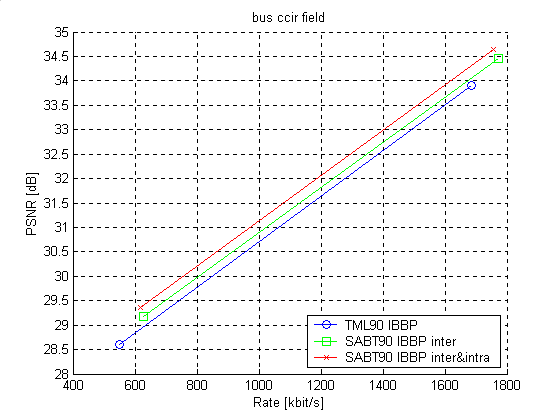 bus ccir field
35
34.5
34
33.5
33
32.5
32
31.5
31
30.5
30
29.5
29
28.5
28
PSNR [dB]
400 600 800 1000 1200 1400 1600 1800
Rate [kbit/s]
TML90 IBBP
SABT90 IBBP inter
SABT90 IBBP inter&intra